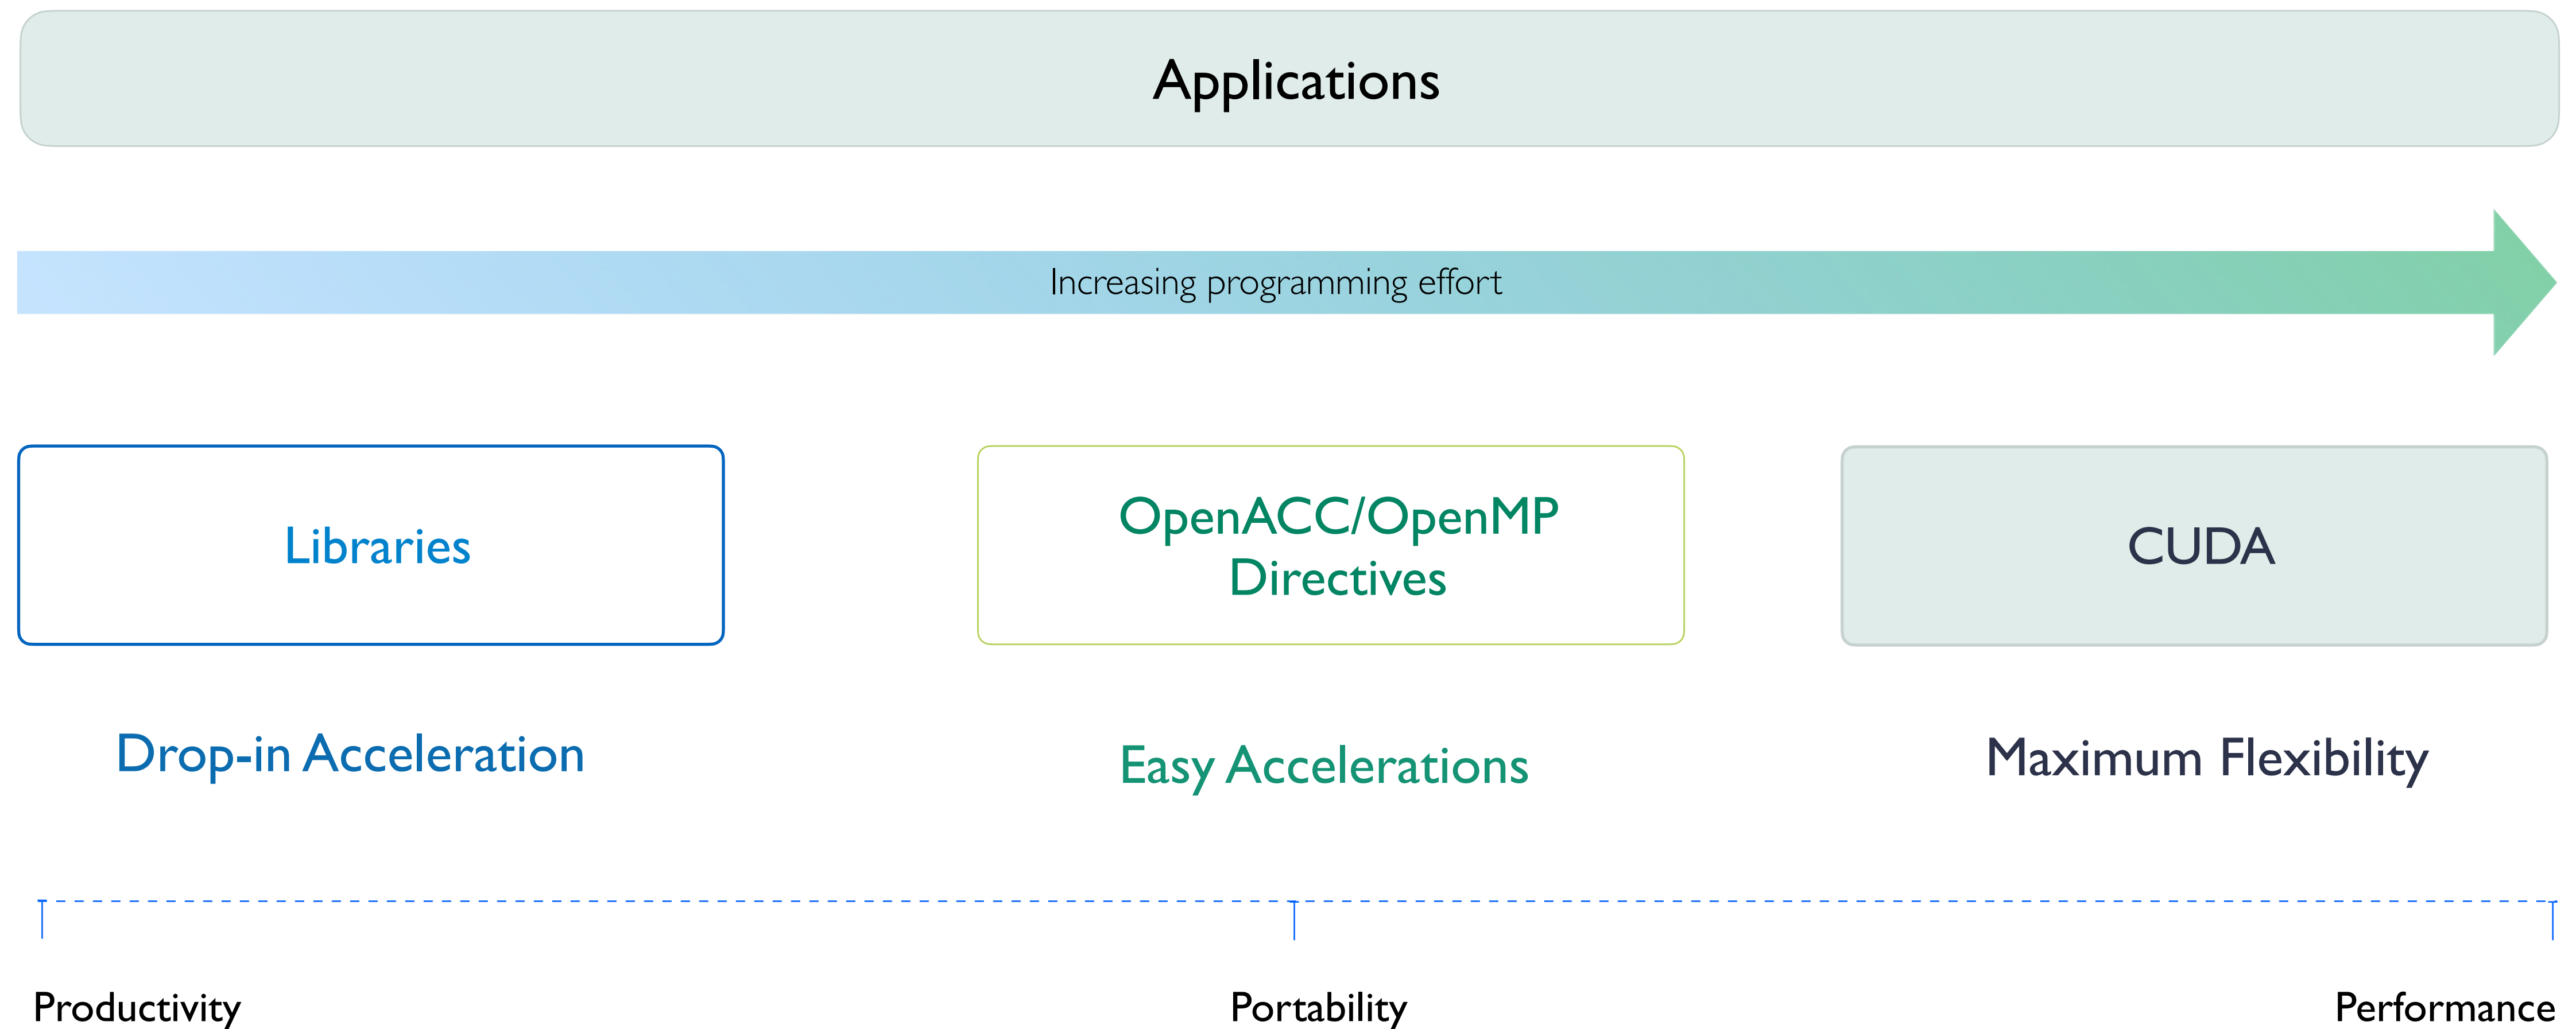 Applications
Increasing programming effort
Libraries
OpenACC/OpenMP
Directives
CUDA
Drop-in Acceleration
Easy Accelerations
Maximum Flexibility
Productivity
Portability
Performance